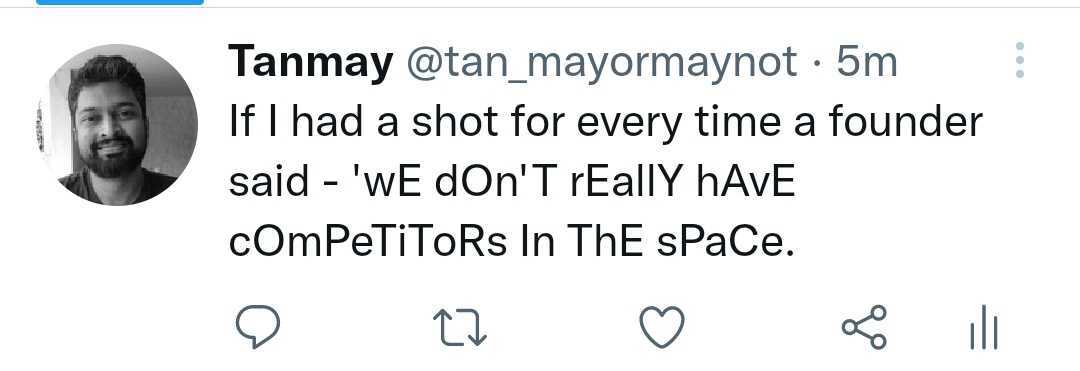 Tanmay @tan_mayormaynot · 5m
If I had a shot for every time a founder
said - 'wE dOn'T rEallY hAvE
cOmPeTiToRs In ThE sPaCe.